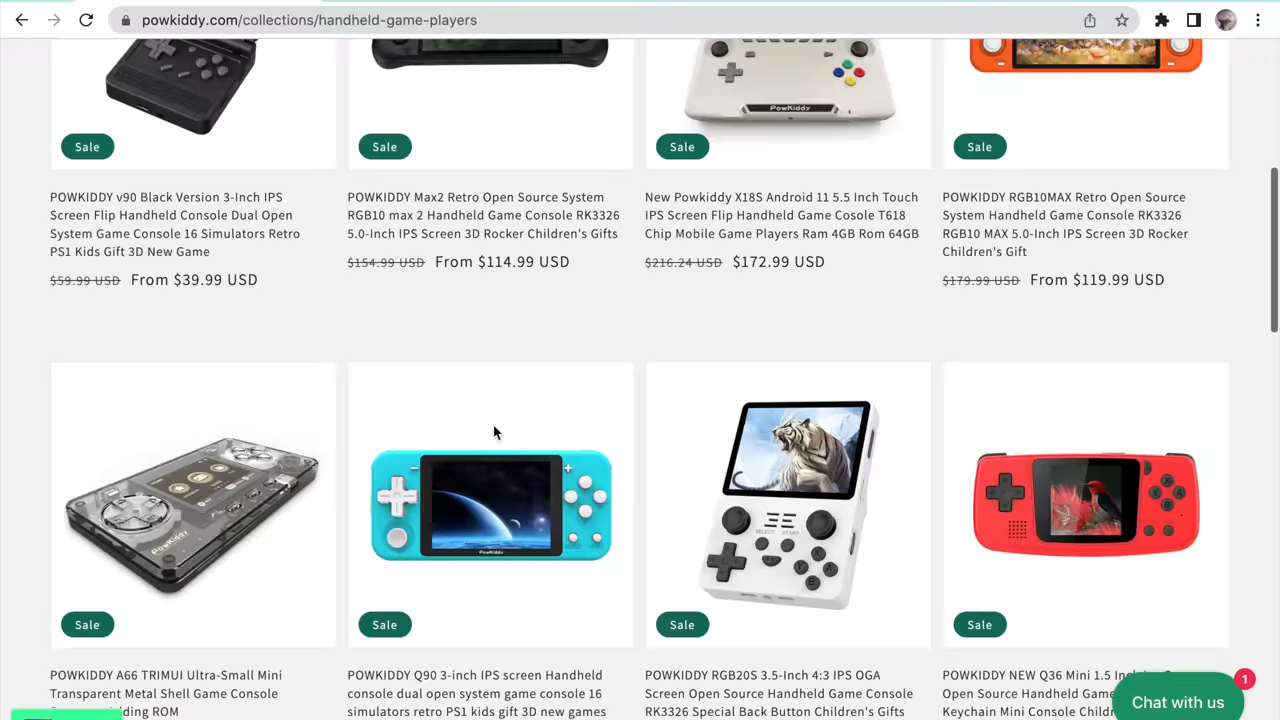 powkiddy.com/collections/handheld-game-players
PowKiddy
Sale
Sale
Sale
Sale
POWKIDDY v90 Black Version 3-Inch IPS
Screen Flip Handheld Console Dual Open
System Game Console 16 Simulators Retro
PS1 Kids Gift 3D New Game
$59.99 USD From $39.99 USD
POWKIDDY Max2 Retro Open Source System
RGB10 max 2 Handheld Game Console RK3326
5.0-Inch IPS Screen 3D Rocker Children's Gifts
$154.99 USD From $114.99 USD
New Powkiddy X18S Android 11 5.5 Inch Touch
IPS Screen Flip Handheld Game Cosole T618
Chip Mobile Game Players Ram 4GB Rom 64GB
$216.24 USD $172.99 USD
POWKIDDY RGB10MAX Retro Open Source
System Handheld Game Console RK3326
RGB10 MAX 5.0-Inch IPS Screen 3D Rocker
Children's Gift
$179.99 USD From $119.99 USD
PowKiddy
PowKiddy
SELECT START
X
Y A
B
X
Y A
B
Sale
Sale
Sale
Sale
POWKIDDY A66 TRIMUI Ultra-Small Mini
Transparent Metal Shell Game Console
ROM
POWKIDDY Q90 3-inch IPS screen Handheld
console dual open system game console 16
simulators retro PS1 kids gift 3D new games
POWKIDDY RGB20S 3.5-Inch 4:3 IPS OGA
Screen Open Source Handheld Game Console
RK3326 Special Back Button Children's Gifts
POWKIDDY NEW Q36 Mini 1.5 Inch
Open Source Handheld Game
Keychain Mini Console
1
Chat with us